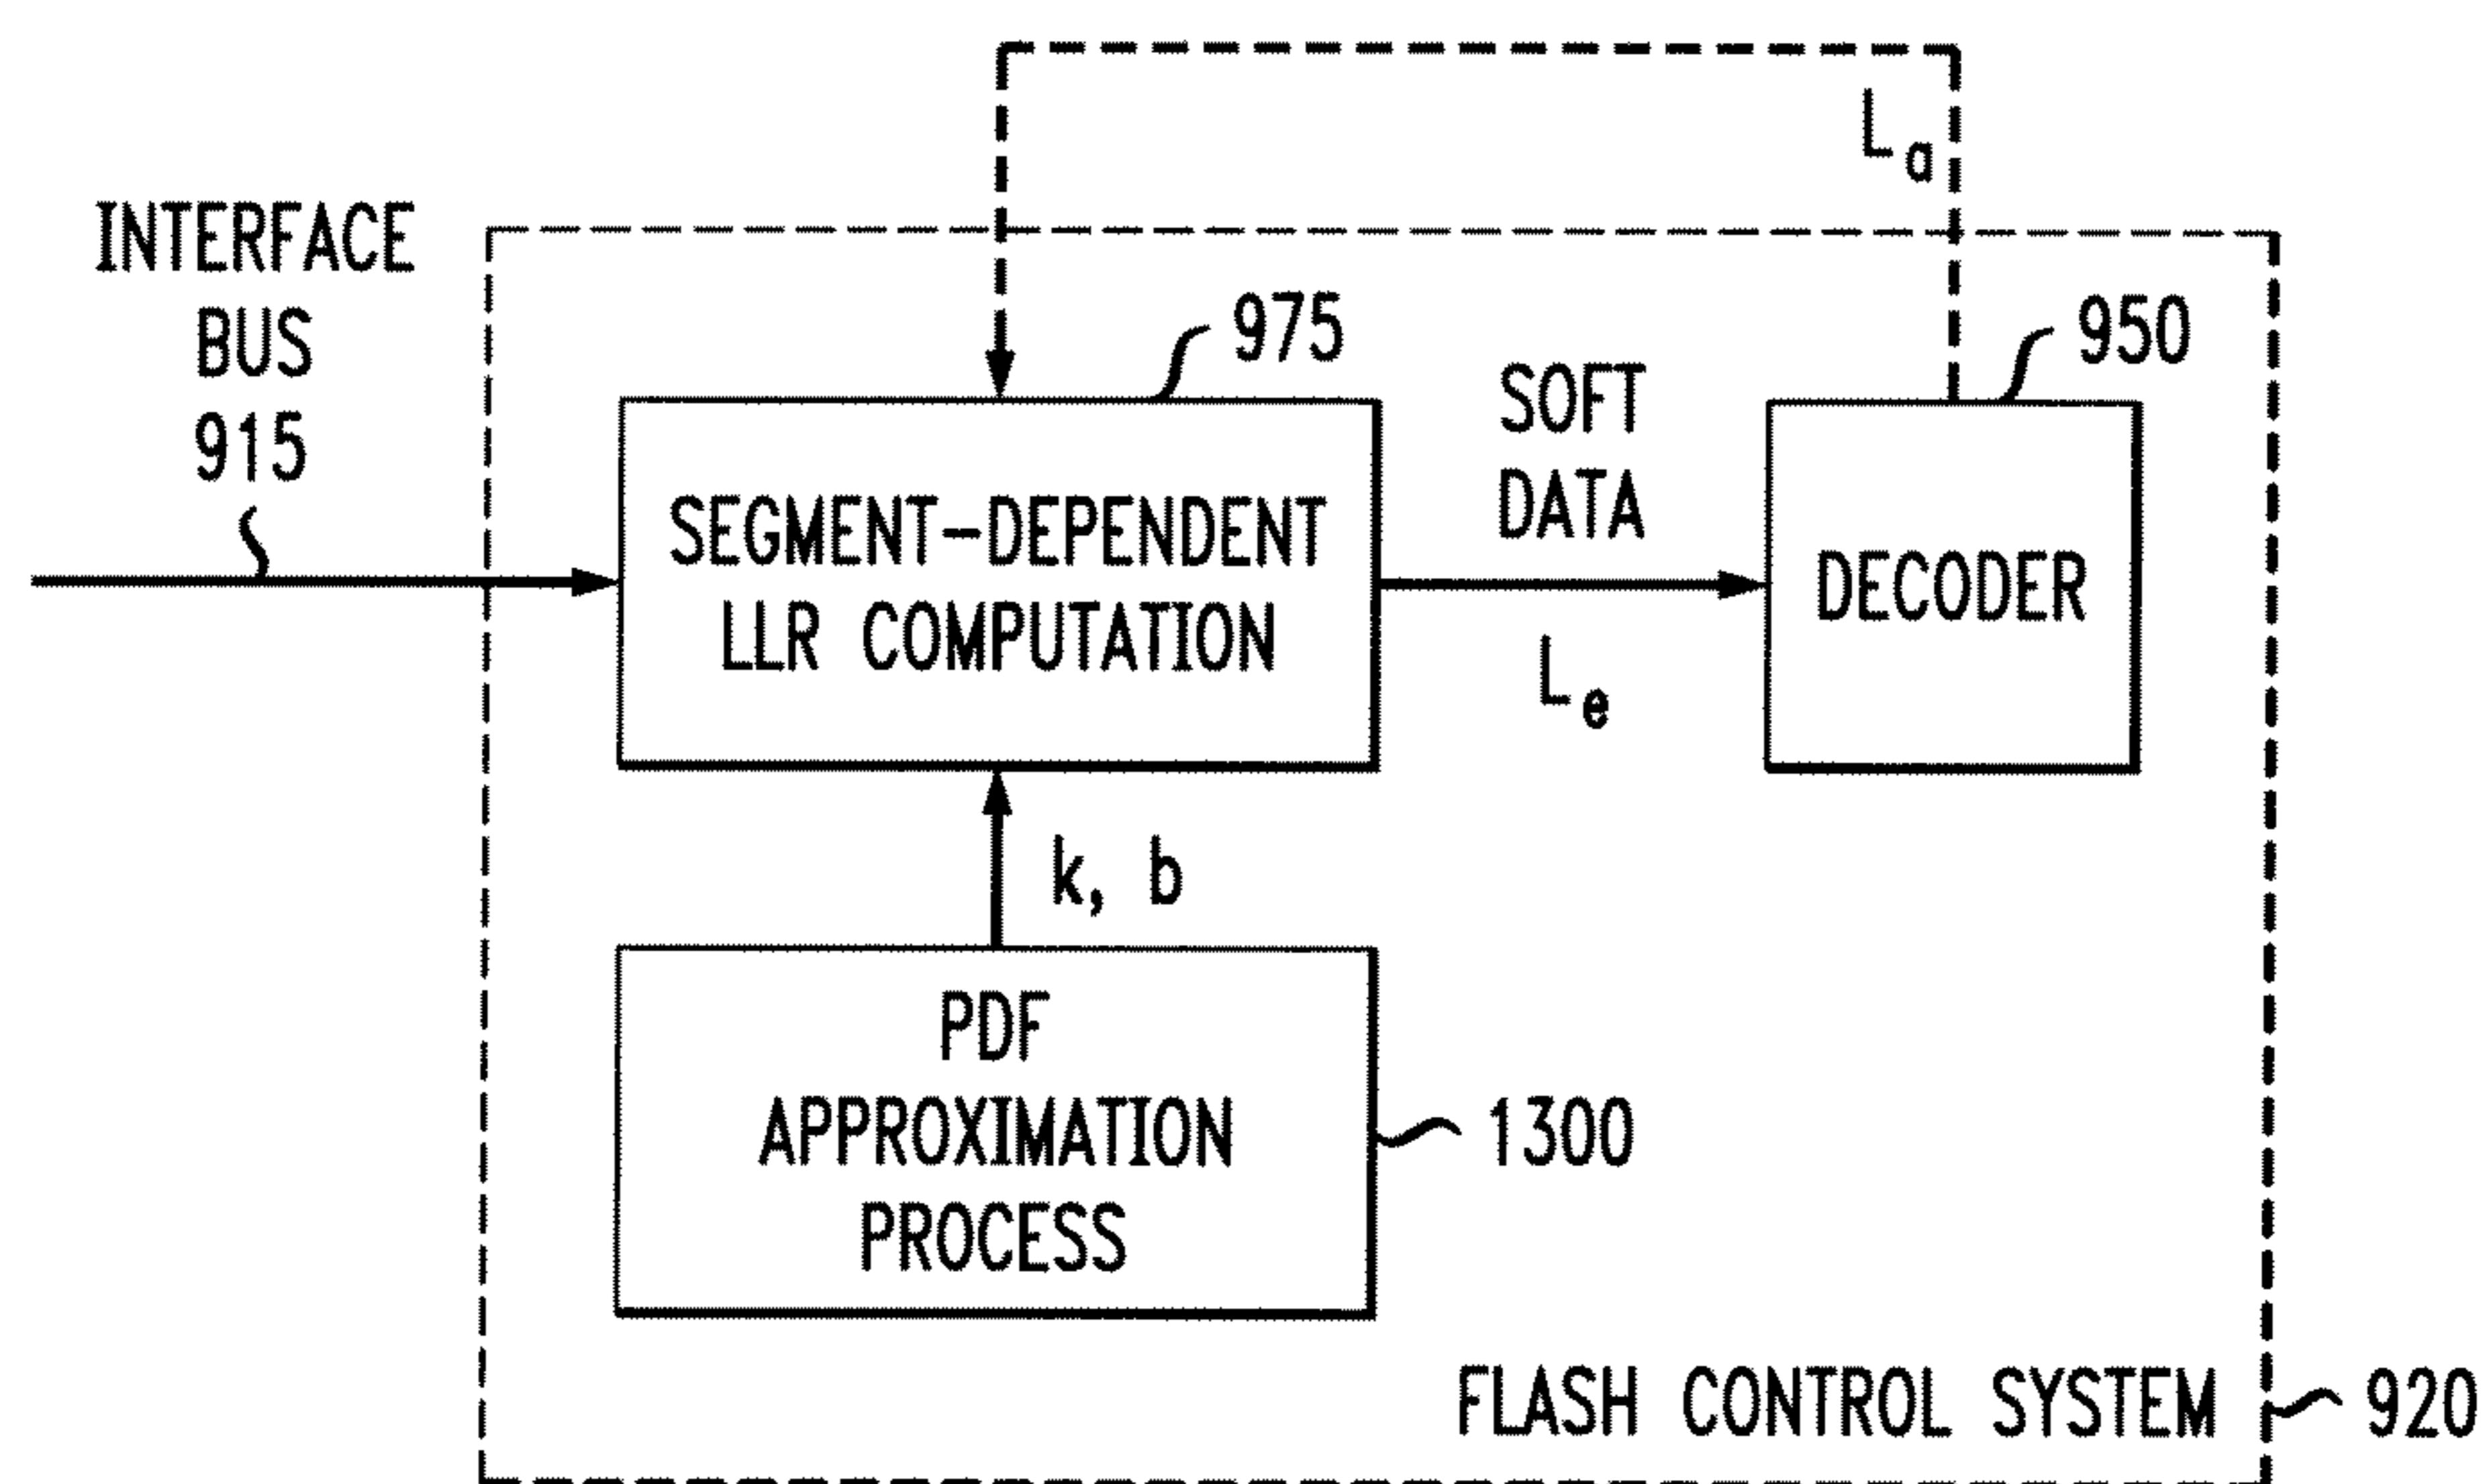 La
INTERFACE
BUS
915
975
950
SOFT
DATA
SEGMENT-DEPENDENT
LLR COMPUTATION
DECODER
Le
k, b
PDF
APPROXIMATION
PROCESS
1300
FLASH CONTROL SYSTEM
920